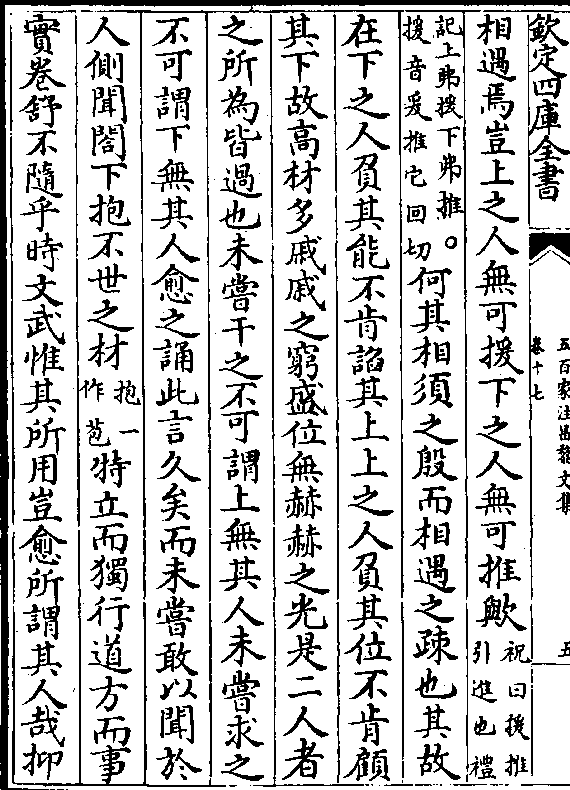 欽定四庫全書
五百家注昌黎文集
卷十七
五
相遇焉豈上之人無可援下之人無可推歟祝曰援推引進也禮
記上弗援下弗推。援音爰推它回切何其相須之殷而相遇之疎也其故
在下之人負其能不肯諂其上上之人負其位不肯顧
其下故高材多戚戚之窮盛位無赫赫之光是二人者
之所為皆過也未嘗干之不可謂上無其人未嘗求之
不可謂下無其人愈之誦此言久矣而未嘗敢以聞於
人側聞閤下抱不世之材抱一作苞特立而獨行道方而事
實卷舒不隨乎時文武惟其所用豈愈所謂其人哉抑